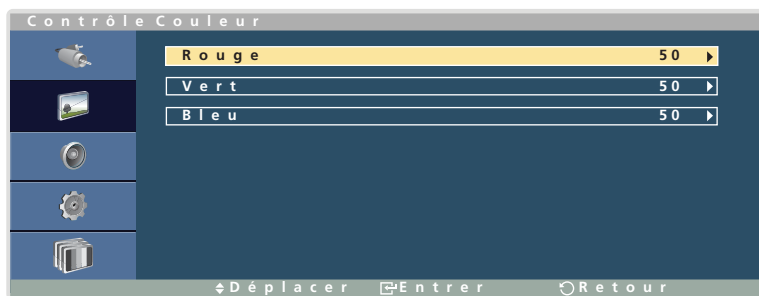 Contrôle Couleur
Rouge 50
Vert 50
Bleu 50
Déplacer Entrer Retour